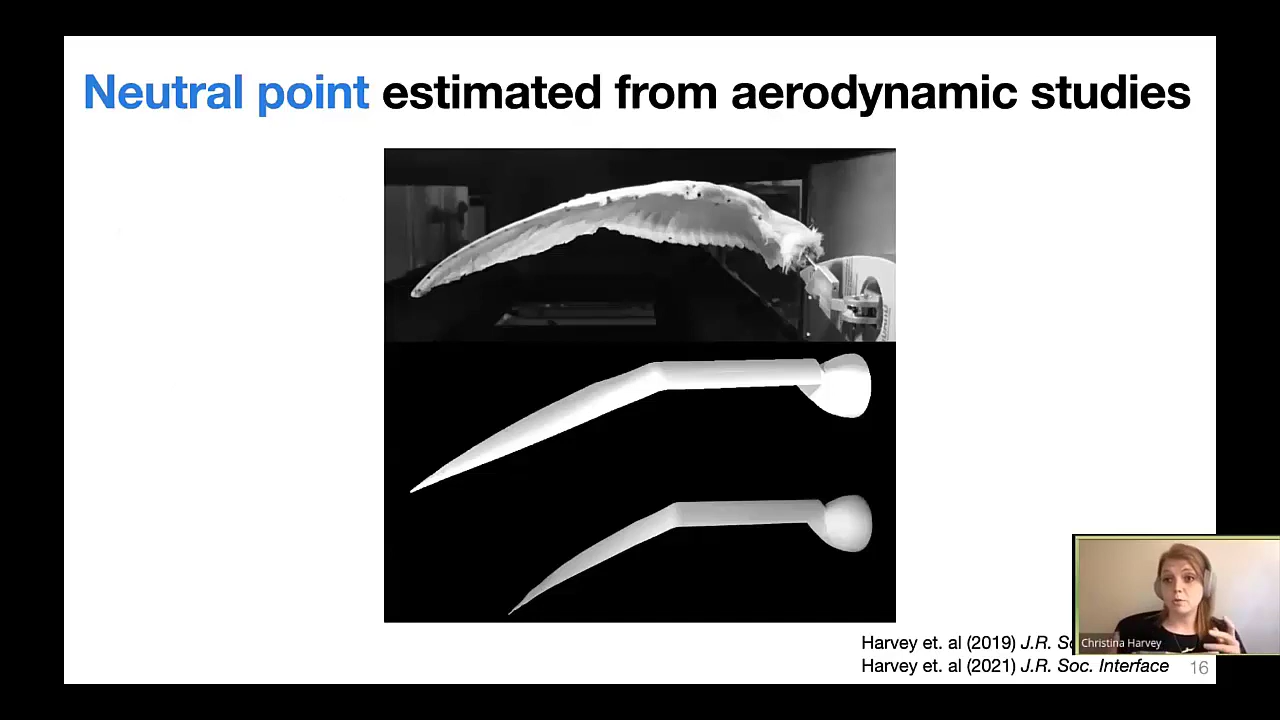 Neutral point estimated from aerodynamic studies
Harvey et. al (2019) J.R.
Christina Harvey
Harvey et. al (2021) J.R. Soc. Interface
16